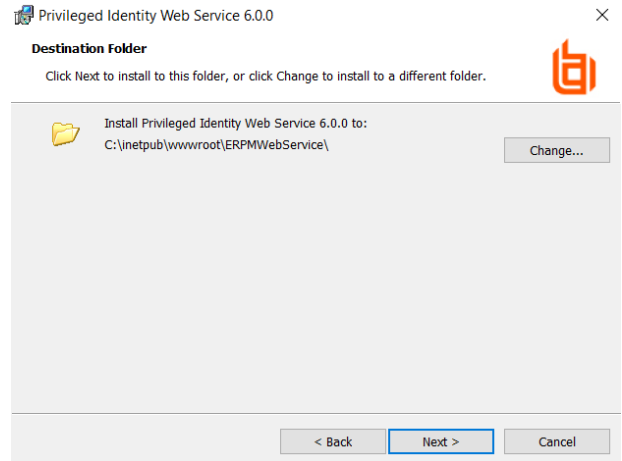 Privileged Identity Web Service 6.0.0
Destination Folder
Click Next to install to this folder, or click Change to install to a different folder.
Install Privileged Identity Web Service 6.0.0 to:
C:\inetpub\wwwroot\ERPMWebService\
Change...
< Back
Next >
Cancel